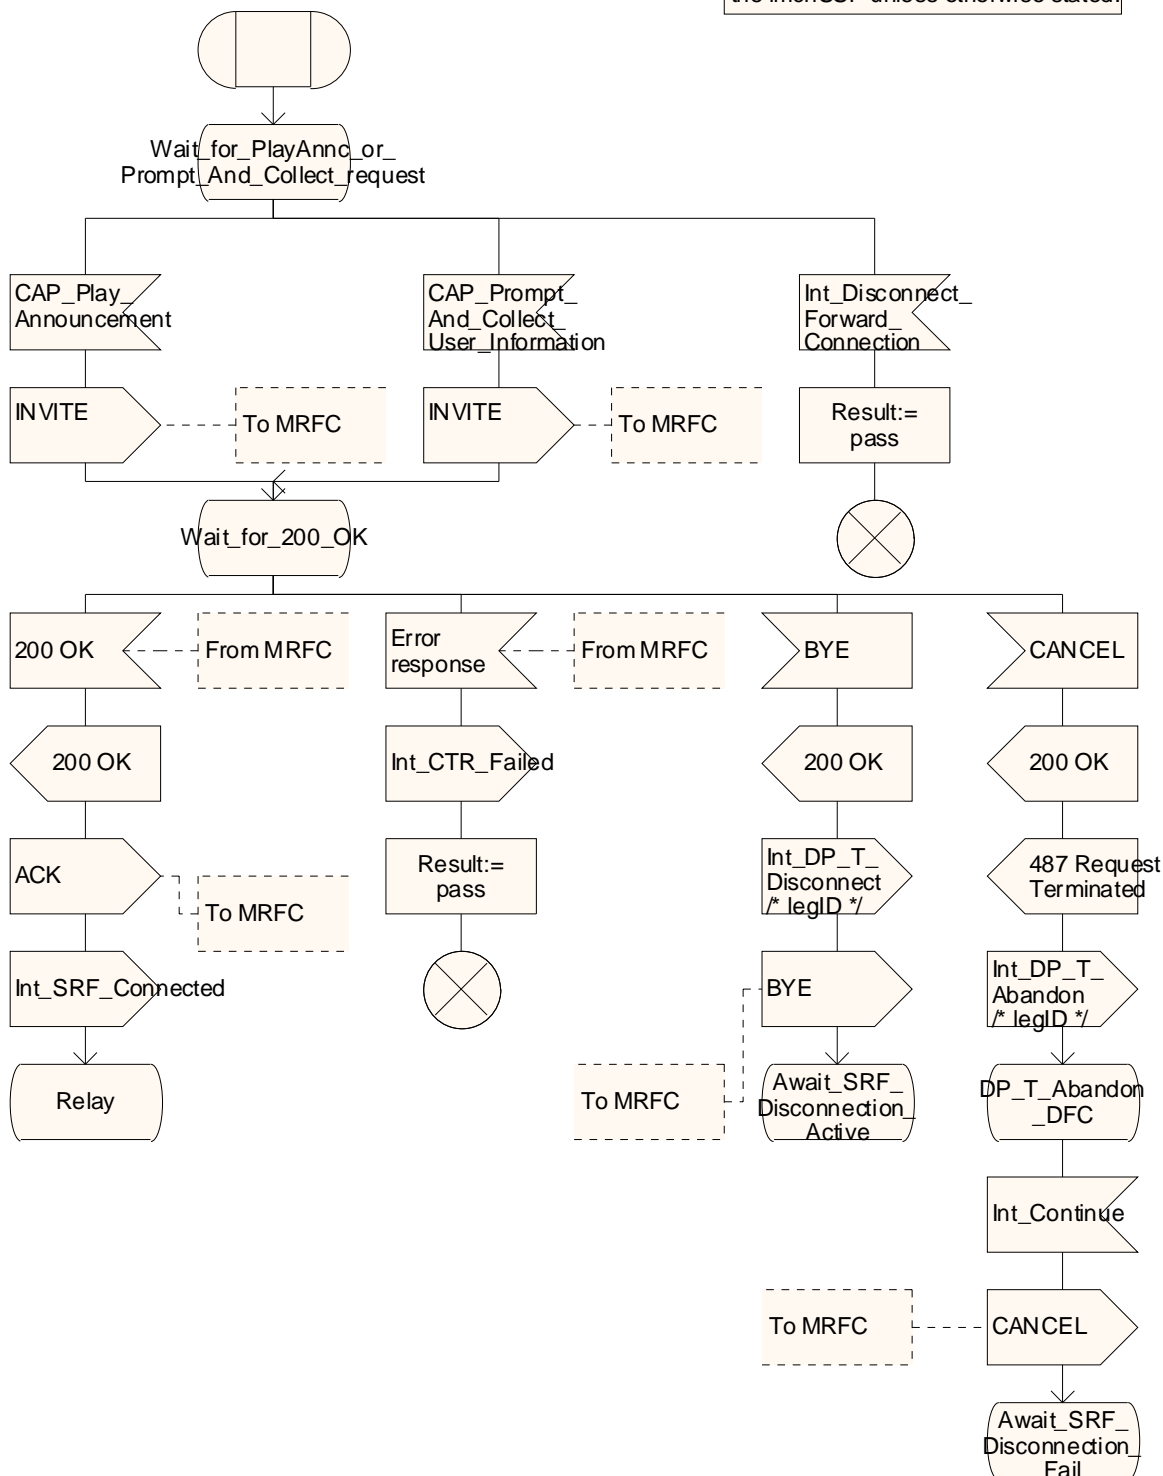 the imcnCSF unless otherwise stated.
Wait_for_PlayAnnc_or_
Prompt_And_Collect_request
CAP_Play_
Announcement
CAP_Prompt_
And_Collect_
User_Information
Int_Disconnect_
Forward_
Connection
INVITE
To MRFC
INVITE
To MRFC
Result:=
pass
Wait_for_200_OK
200 OK
From MRFC
Error
response
From MRFC
BYE
CANCEL
200 OK
Int_CTR_Failed
200 OK
200 OK
ACK
To MRFC
Result:=
pass
Int_DP_T_
Disconnect
/* legID */
487 Request
Terminated
Int_SRF_Connected
BYE
To MRFC
Int_DP_T_
Abandon
/* legID */
Relay
Await_SRF_
Disconnection_
Active
DP_T_Abandon
_DFC
Int_Continue
To MRFC
CANCEL
Await_SRF_
Disconnection_
Fail